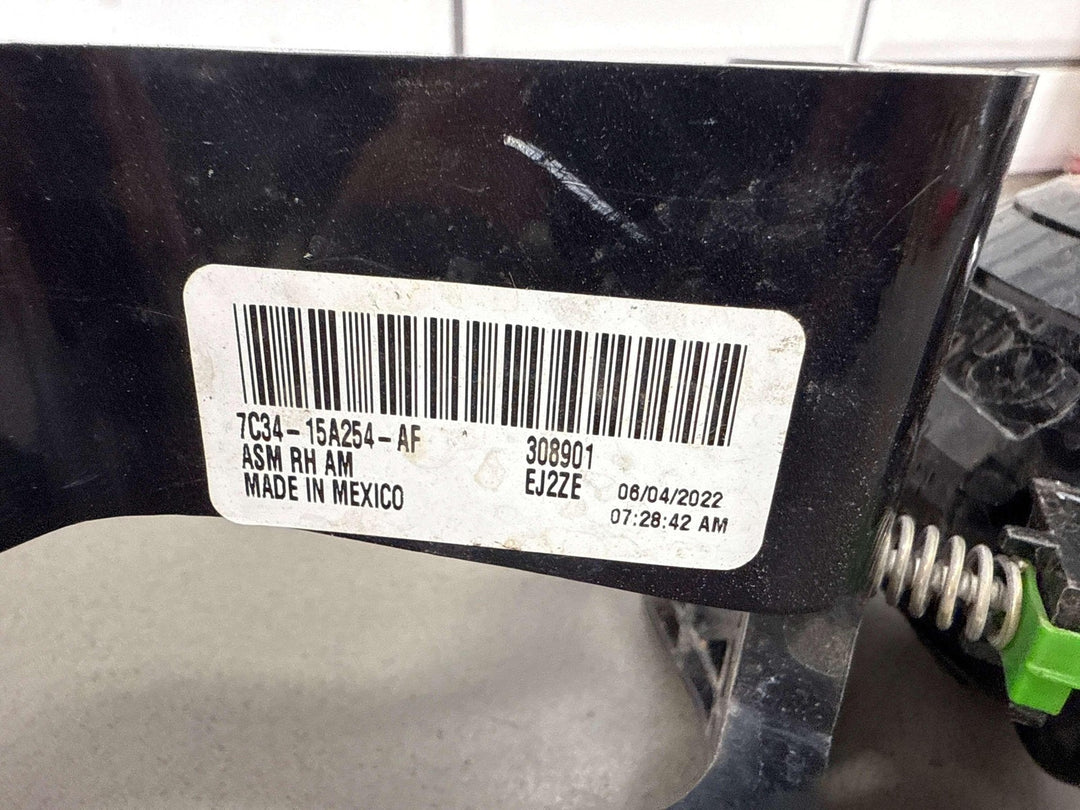 7C34-15A254-AF 308901
ASM RH AM EJ2ZE 06/04/2022
MADE IN MEXICO 07:28:42 AM